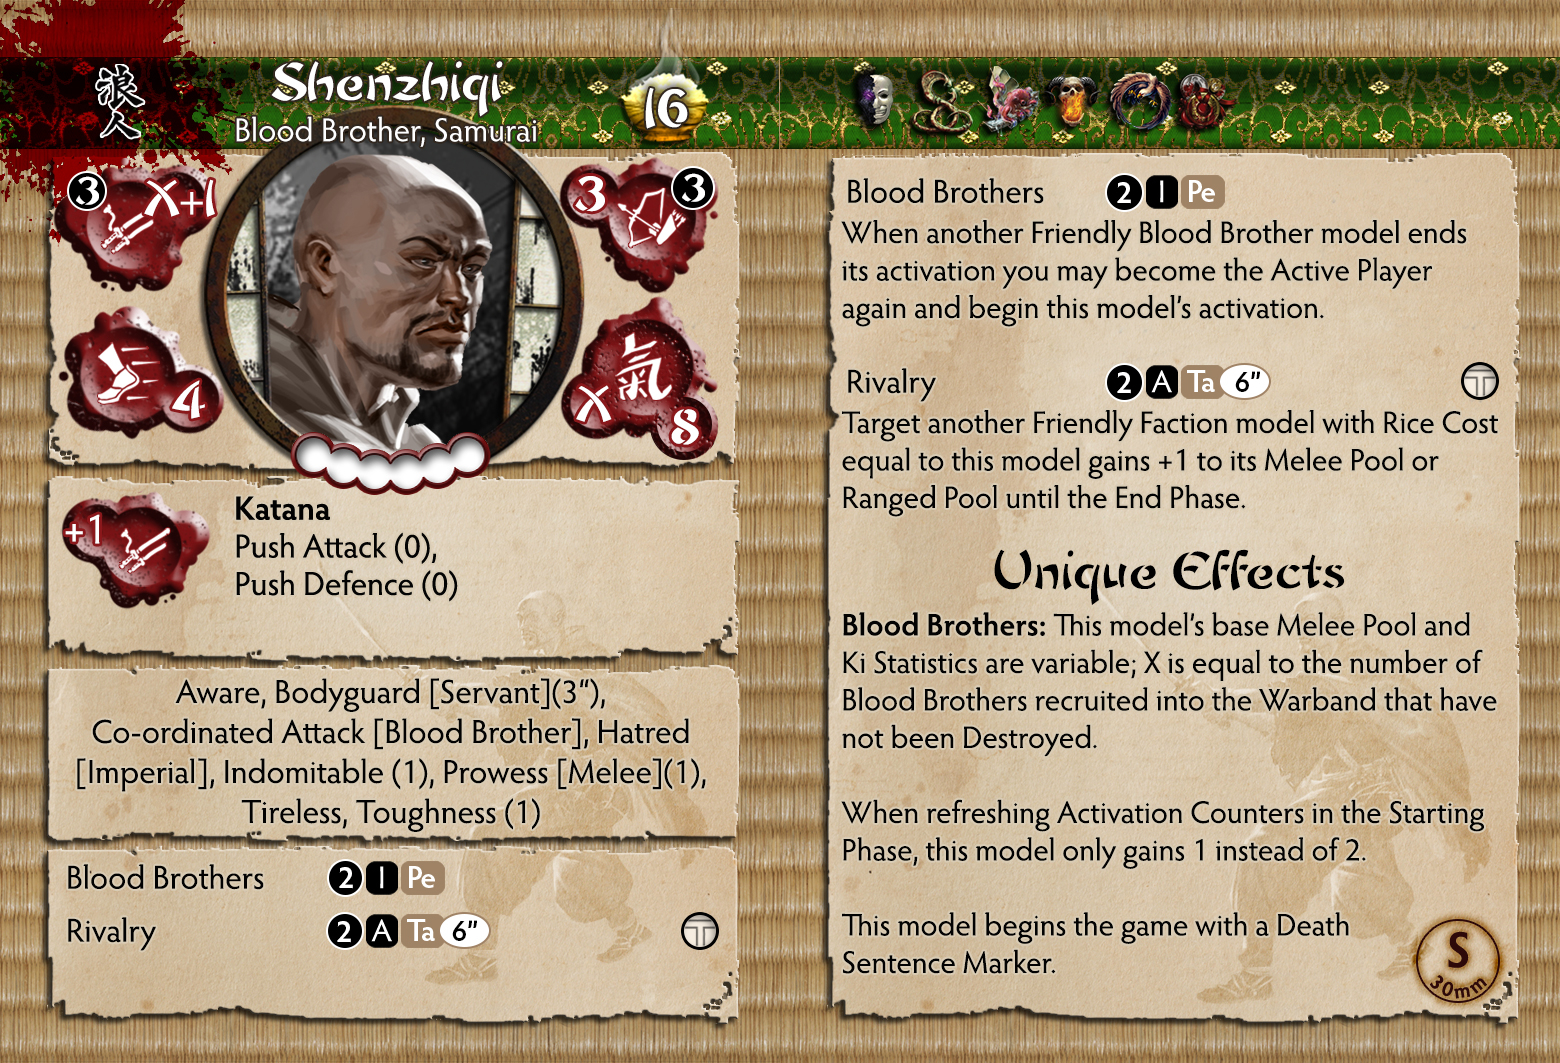 浪人
Shenzhiqi
Blood Brother, Samurai
16
3
X+1
3
3
4
氣
X
8
+1
Katana
Push Attack (0),
Push Defence (0)
Aware, Bodyguard [Servant](3"),
Co-ordinated Attack [Blood Brother], Hatred
[Imperial], Indomitable (1), Prowess [Melee](1),
Tireless, Toughness (1)
Blood Brothers 2 I Pe
Rivalry 2 A Ta 6" T
Blood Brothers 2 I Pe
When another Friendly Blood Brother model ends
its activation you may become the Active Player
again and begin this model's activation.
Rivalry 2 A Ta 6" T
Target another Friendly Faction model with Rice Cost
equal to this model gains +1 to its Melee Pool or
Ranged Pool until the End Phase.
Unique Effects
Blood Brothers: This model's base Melee Pool and
Ki Statistics are variable; X is equal to the number of
Blood Brothers recruited into the Warband that have
not been Destroyed.
When refreshing Activation Counters in the Starting
Phase, this model only gains 1 instead of 2.
This model begins the game with a Death
Sentence Marker.
S
30mm